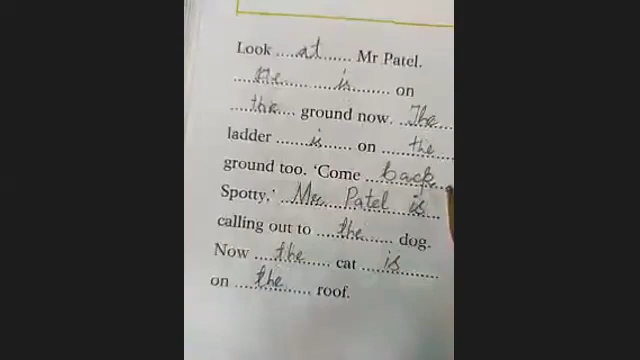 Look ....at...... Mr Patel.
....He....is........ on
....the.... ground now. ..The..
ladder ......is...... on ....the....
ground too. 'Come ..back..
Spotty,' ..Mr Patel is..
calling out to ....the...... dog.
Now ....the...... cat ....is........
on ....the...... roof.